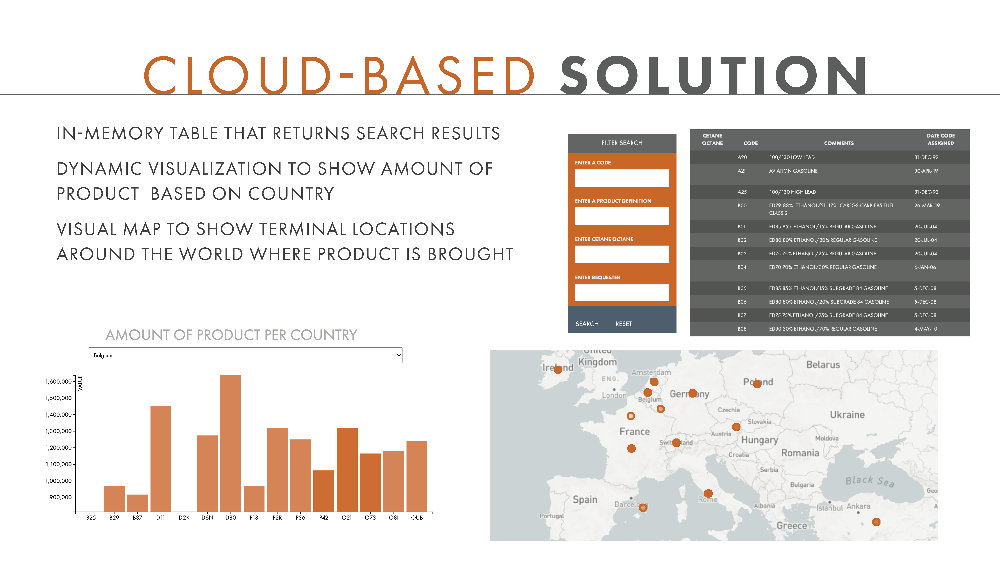 CLOUD-BASED SOLUTION
IN-MEMORY TABLE THAT RETURNS SEARCH RESULTS
DYNAMIC VISUALIZATION TO SHOW AMOUNT OF
PRODUCT  BASED ON COUNTRY
VISUAL MAP TO SHOW TERMINAL LOCATIONS
AROUND THE WORLD WHERE PRODUCT IS BROUGHT
FILTER SEARCH
ENTER A CODE
ENTER A PRODUCT DEFINITION
ENTER CETANE OCTANE
ENTER REQUESTER
SEARCH RESET
CETANE OCTANE CODE COMMENTS DATE CODE ASSIGNED
A20 100/130 LOW LEAD 31-DEC-92
A21 AVIATION GASOLINE 30-APR-19
A25 100/130 HIGH LEAD 31-DEC-92
B00 ED79-83%  ETHANOL/21-17%  CARFG3 CARB E85 FUEL 26-MAR-19
CLASS 2
B01 ED85 85% ETHANOL/15% REGULAR GASOLINE 20-JUL-04
B02 ED80 80% ETHANOL/20% REGULAR GASOLINE 20-JUL-04
B03 ED75 75% ETHANOL/25% REGULAR GASOLINE 20-JUL-04
B04 ED70 70% ETHANOL/30% REGULAR GASOLINE 6-JAN-06
B05 ED85 85% ETHANOL/15% SUBGRADE 84 GASOLINE 5-DEC-08
B06 ED80 80% ETHANOL/20% SUBGRADE 84 GASOLINE 5-DEC-08
B07 ED75 75% ETHANOL/25% SUBGRADE 84 GASOLINE 5-DEC-08
B08 ED30 30% ETHANOL/70% REGULAR GASOLINE 4-MAY-10
AMOUNT OF PRODUCT PER COUNTRY
Belgium
VALUE
1,600,000
1,500,000
1,400,000
1,300,000
1,200,000
1,100,000
1,000,000
900,000
B25 B29 B37 D11 D2K D6N D80 P18 P2R P36 P42 O21 O73 O8I OUB
United
Kingdom
Ireland
Belarus
Amsterdam
ENG.
Poland
London
Germany
Belgium
Czechia
Ukraine
Slovakia
France
Austria
Hungary
Moldova
Switzerland
Romania
Croatia
Serbia
Black Sea
Bulgaria
Spain
Rome
Barcelona
Albania
Istanbul
Ankara
Portugal
Greece